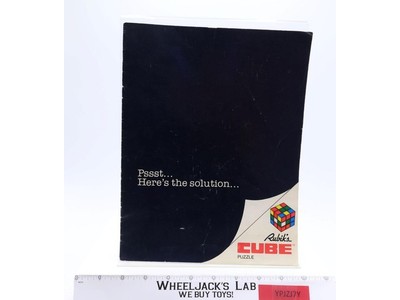 Pssst...
Here's the solution...
Rubik's
CUBE
PUZZLE
WHEELJACK'S LAB
WE BUY TOYS!